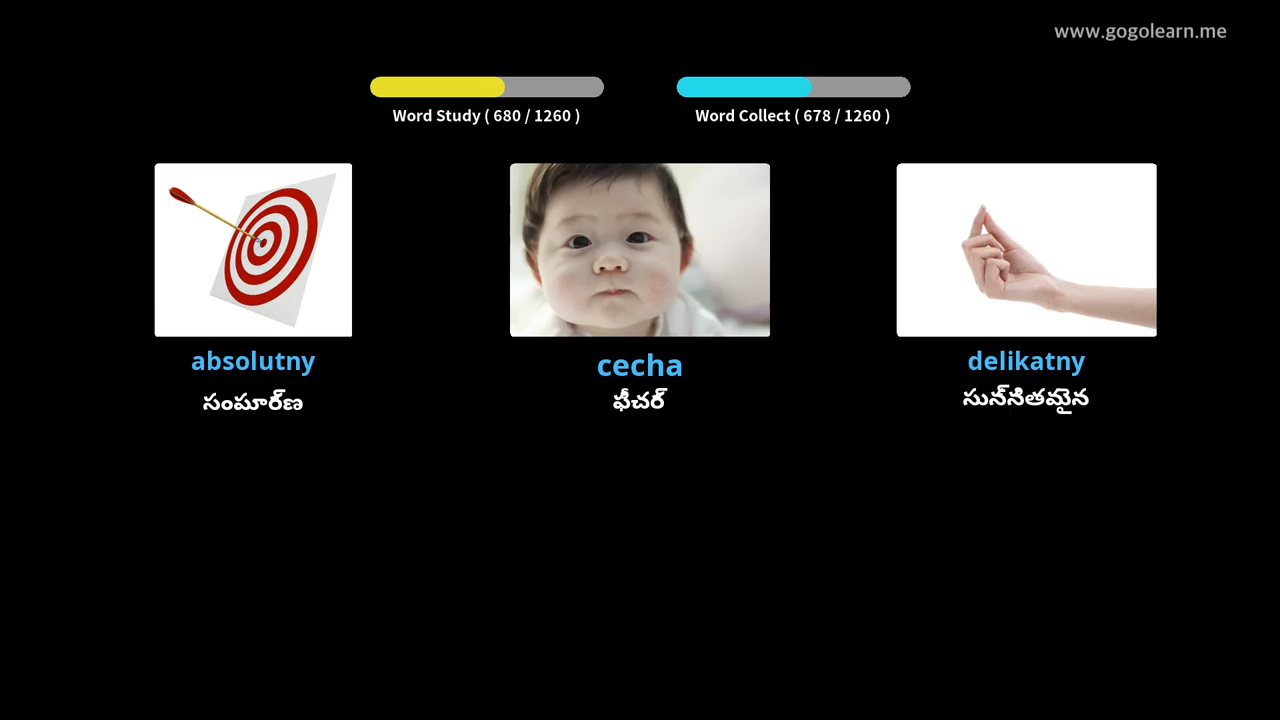 www.gogolearn.me
Word Study ( 680 / 1260 )
Word Collect ( 678 / 1260 )
absolutny
cecha
delikatny
సంపూర్ణ
ఫీచర్
సున్నితమైన